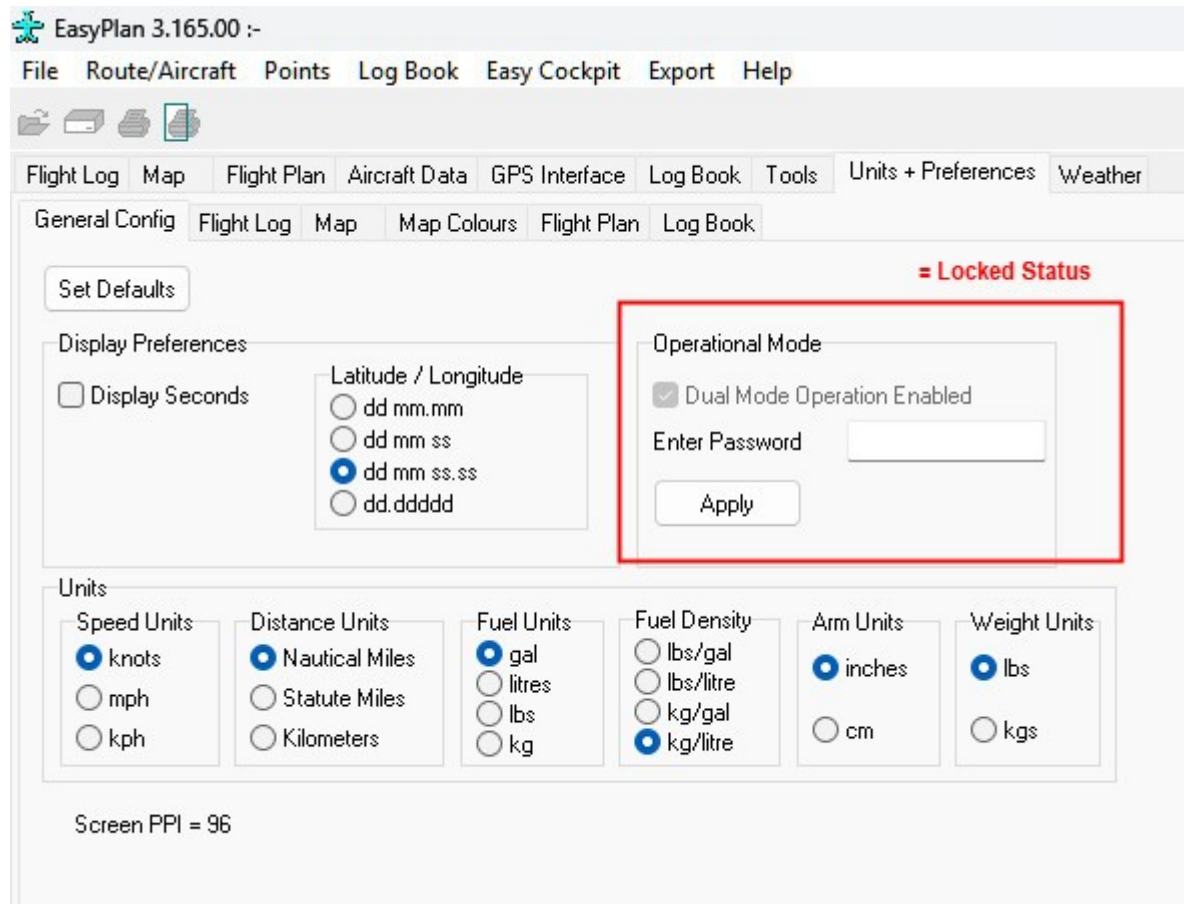 EasyPlan 3.165.00 :-
File Route/Aircraft Points Log Book Easy Cockpit Export Help
Flight Log Map Flight Plan Aircraft Data GPS Interface Log Book Tools Units + Preferences Weather
General Config Flight Log Map Map Colours Flight Plan Log Book
= Locked Status
Set Defaults
Display Preferences
Display Seconds
Latitude / Longitude
dd mm.mm
dd mm ss
dd mm ss.ss
dd.ddddd
Operational Mode
Dual Mode Operation Enabled
Enter Password
Apply
Units
Speed Units
knots
mph
kph
Distance Units
Nautical Miles
Statute Miles
Kilometers
Fuel Units
gal
litres
lbs
kg
Fuel Density
lbs/gal
lbs/litre
kg/gal
kg/litre
Arm Units
inches
cm
Weight Units
lbs
kgs
Screen PPI = 96